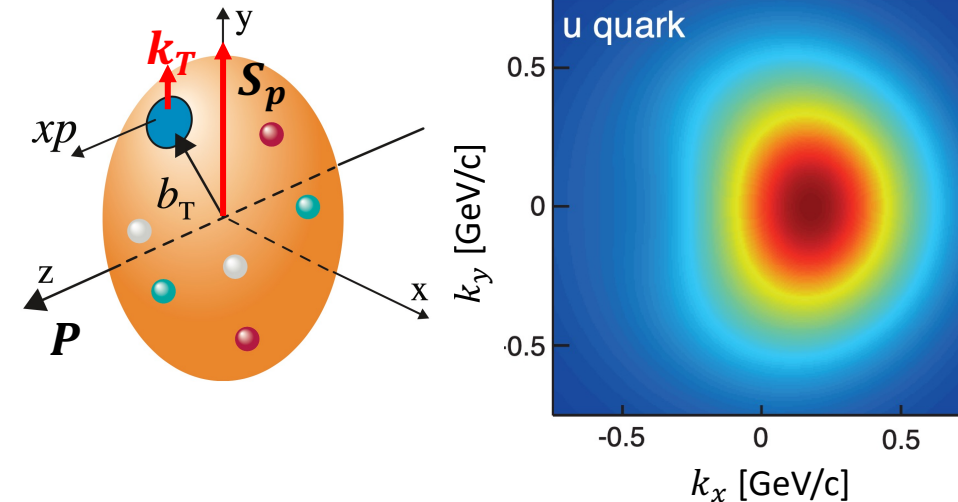 y
k_T
S_p
xp
b_T
z
x
P
u quark
0.5
0
-0.5
k_y [GeV/c]
-0.5
0
0.5
k_x [GeV/c]